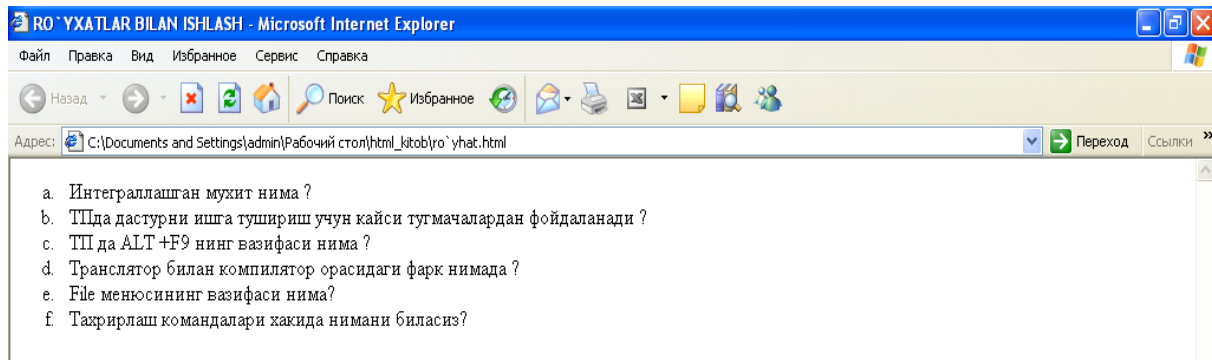 RO`YXATLAR BILAN ISHLASH - Microsoft Internet Explorer
Файл Правка Вид Избранное Сервис Справка
Назад Поиск Избранное
Адрес: C:\Documents and Settings\admin\Рабочий стол\html_kitob\ro`yhat.html Переход Ссылки »
a. Интеграллашган мухит нима ?
b. ТПда дастурни ишга тушириш учун кайси тугмачалардан фойдаланади ?
c. ТП да ALT +F9 нинг вазифаси нима ?
d. Транслятор билан компилятор орасидаги фарк нимада ?
e. File менюсининг вазифаси нима?
f. Тахрирлаш командалари хакида нимани биласиз?